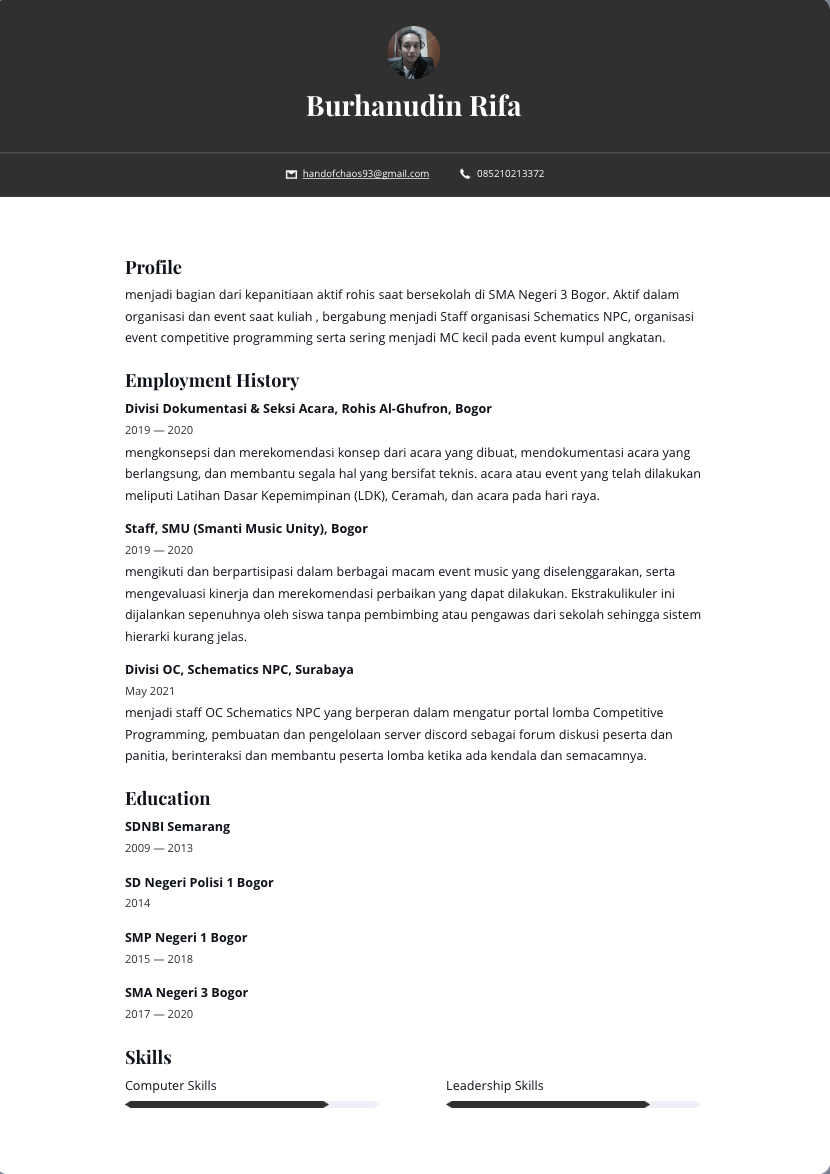 Burhanudin Rifa
handofchaos93@gmail.com 085210213372
Profile
menjadi bagian dari kepanitiaan aktif rohis saat bersekolah di SMA Negeri 3 Bogor. Aktif dalam
organisasi dan event saat kuliah , bergabung menjadi Staff organisasi Schematics NPC, organisasi
event competitive programming serta sering menjadi MC kecil pada event kumpul angkatan.
Employment History
Divisi Dokumentasi & Seksi Acara, Rohis Al-Ghufron, Bogor
2019 — 2020
mengkonsepsi dan merekomendasi konsep dari acara yang dibuat, mendokumentasi acara yang
berlangsung, dan membantu segala hal yang bersifat teknis. acara atau event yang telah dilakukan
meliputi Latihan Dasar Kepemimpinan (LDK), Ceramah, dan acara pada hari raya.
Staff, SMU (Smanti Music Unity), Bogor
2019 — 2020
mengikuti dan berpartisipasi dalam berbagai macam event music yang diselenggarakan, serta
mengevaluasi kinerja dan merekomendasi perbaikan yang dapat dilakukan. Ekstrakulikuler ini
dijalankan sepenuhnya oleh siswa tanpa pembimbing atau pengawas dari sekolah sehingga sistem
hierarki kurang jelas.
Divisi OC, Schematics NPC, Surabaya
May 2021
menjadi staff OC Schematics NPC yang berperan dalam mengatur portal lomba Competitive
Programming, pembuatan dan pengelolaan server discord sebagai forum diskusi peserta dan
panitia, berinteraksi dan membantu peserta lomba ketika ada kendala dan semacamnya.
Education
SDNBI Semarang
2009 — 2013
SD Negeri Polisi 1 Bogor
2014
SMP Negeri 1 Bogor
2015 — 2018
SMA Negeri 3 Bogor
2017 — 2020
Skills
Computer Skills Leadership Skills